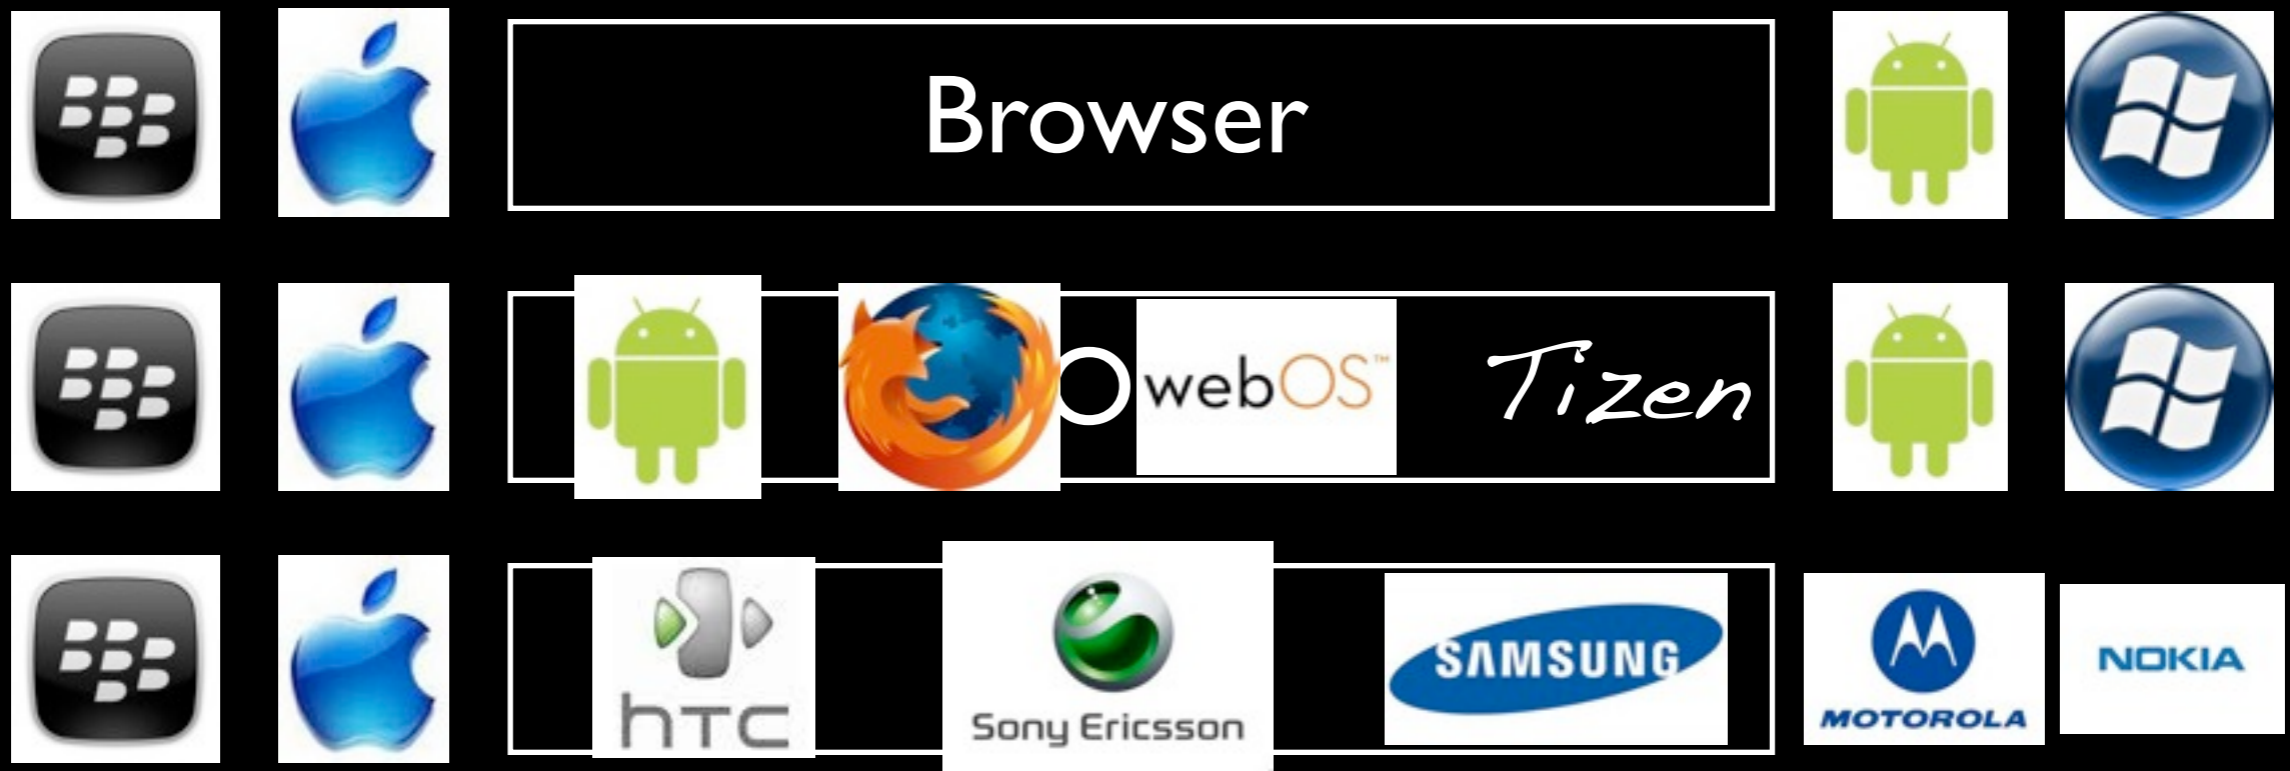 Browser
O webOS™ Tizen
hTC Sony Ericsson SAMSUNG MOTOROLA NOKIA